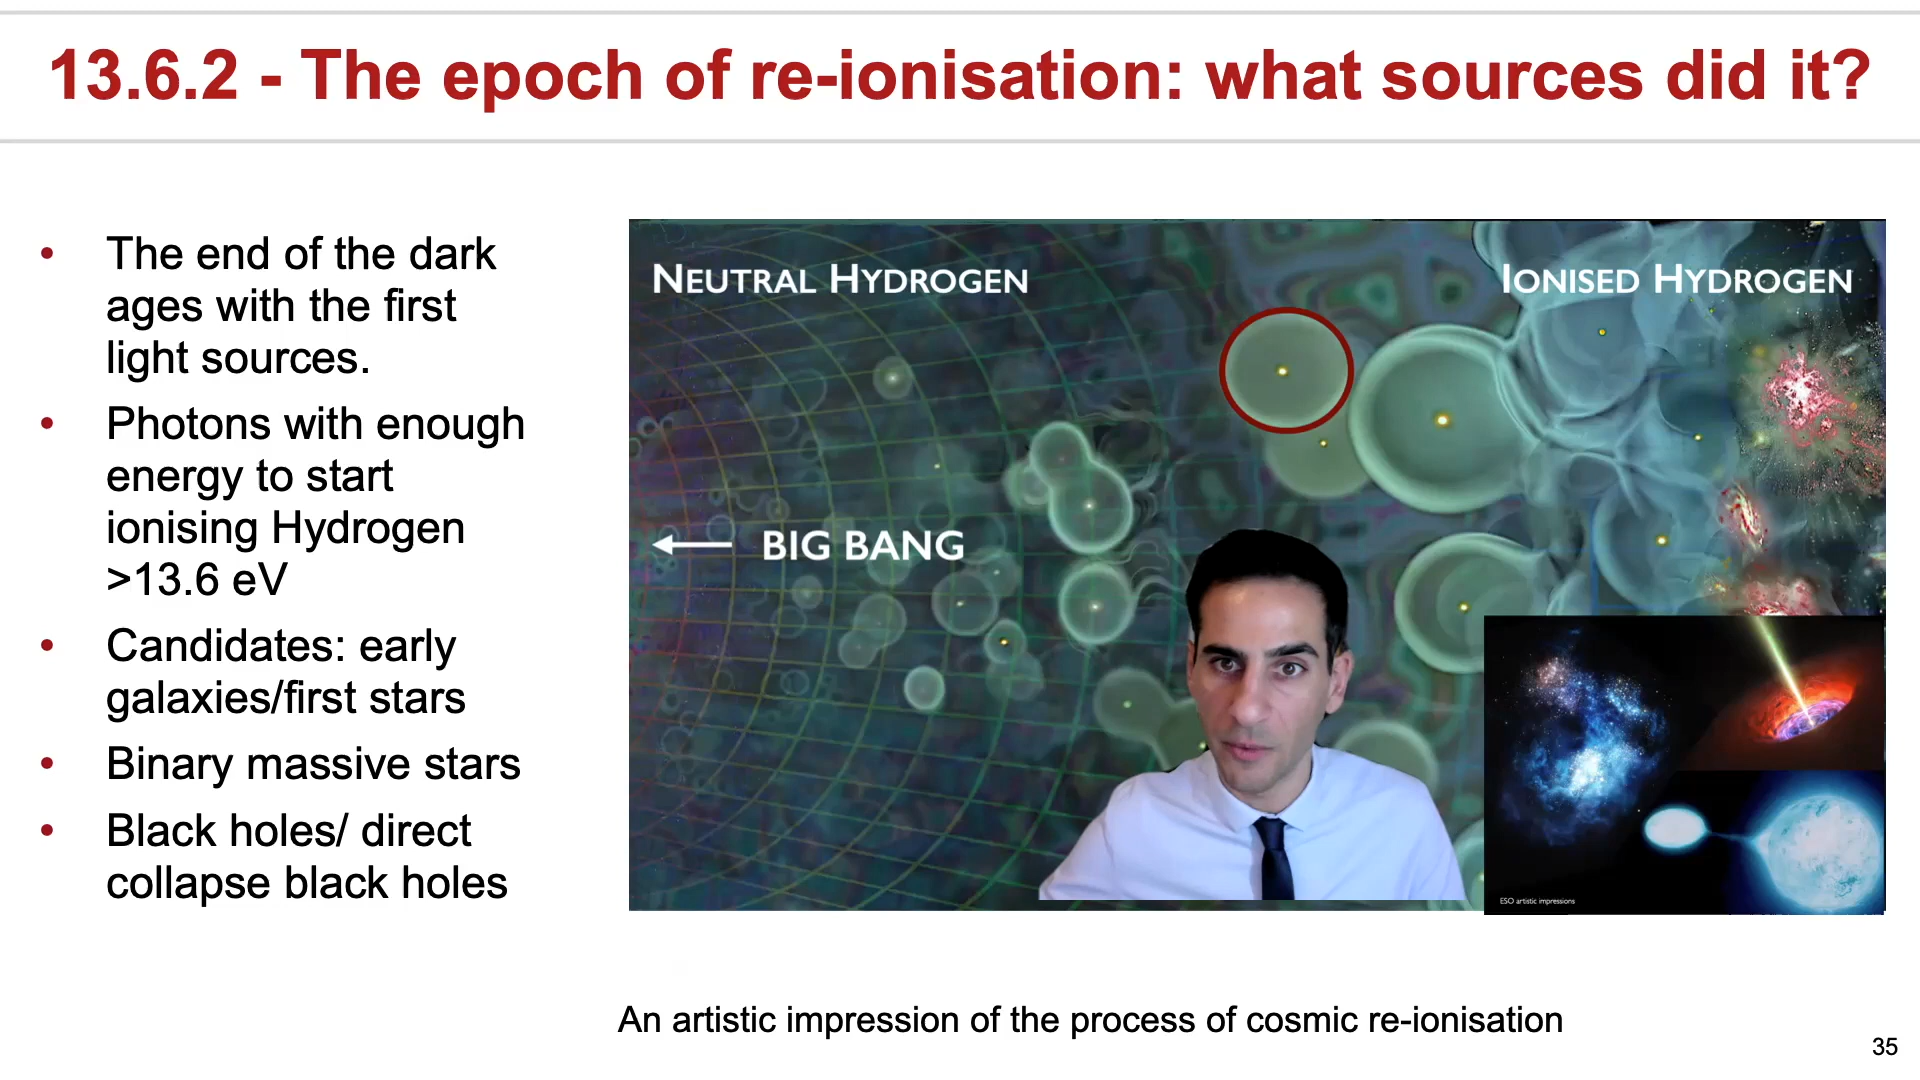 13.6.2 - The epoch of re-ionisation: what sources did it?
• The end of the dark
ages with the first
light sources.
• Photons with enough
energy to start
ionising Hydrogen
>13.6 eV
• Candidates: early
galaxies/first stars
• Binary massive stars
• Black holes/ direct
collapse black holes
NEUTRAL HYDROGEN
IONISED HYDROGEN
BIG BANG
ESO artistic impressions
An artistic impression of the process of cosmic re-ionisation
35